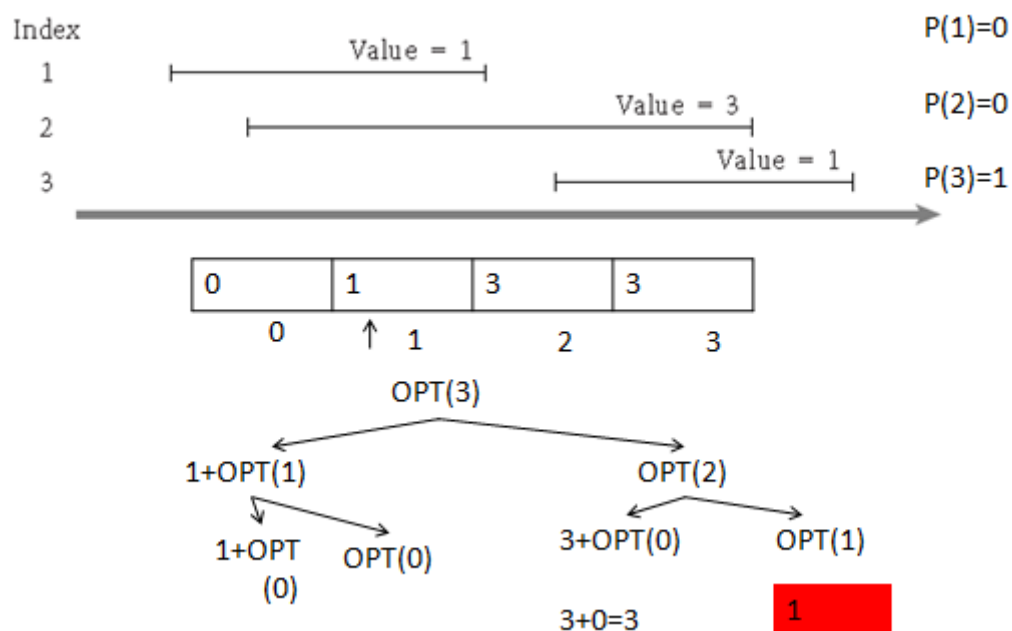 Index
P(1)=0
Value = 1
1
Value = 3
P(2)=0
2
Value = 1
3
P(3)=1
0 1 3 3
0 ↑ 1 2 3
OPT(3)
1+OPT(1) OPT(2)
1+OPT
(0)
OPT(0)
3+OPT(0) OPT(1)
3+0=3 1